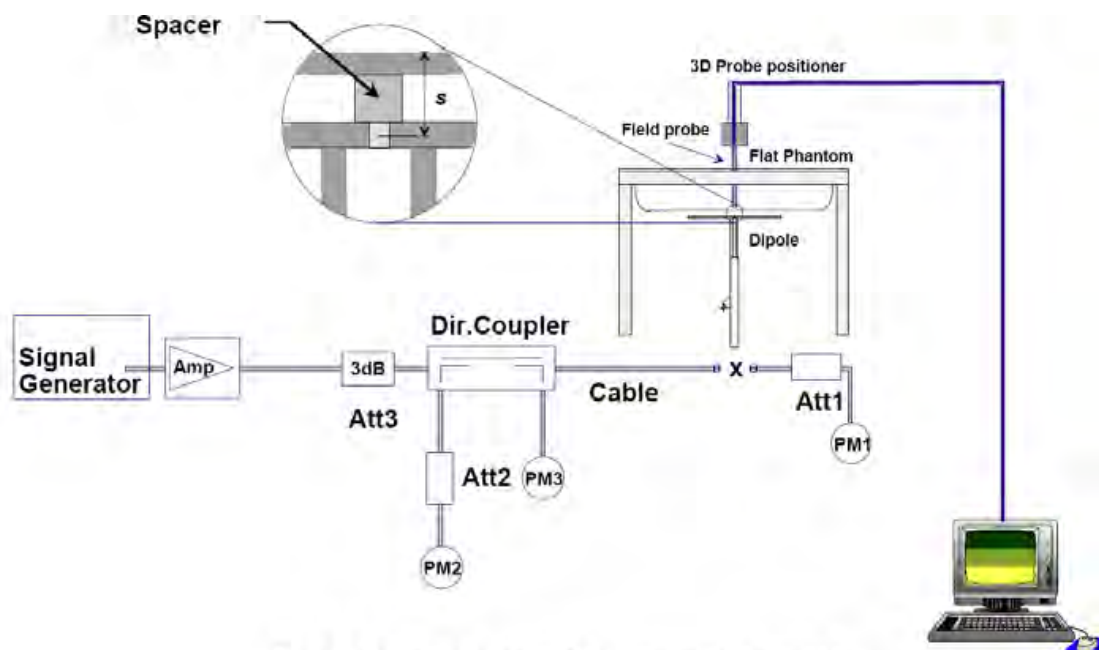 Spacer
s
3D Probe positioner
Field probe
Flat Phantom
Dipole
Signal
Generator
Amp
3dB
Att3
Dir.Coupler
Cable
x
Att1
PM1
Att2
PM3
PM2